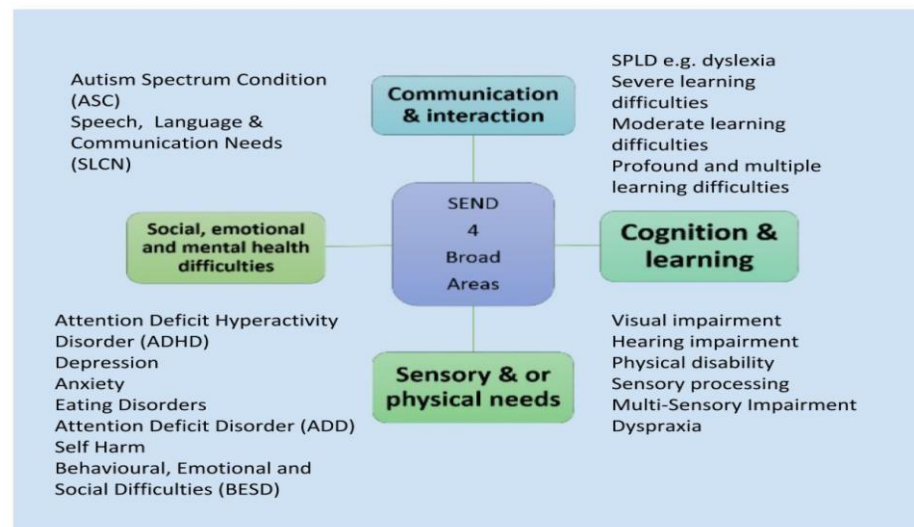 Autism Spectrum Condition
(ASC)
Speech, Language &
Communication Needs
(SLCN)
Communication
& interaction
SPLD e.g. dyslexia
Severe learning
difficulties
Moderate learning
difficulties
Profound and multiple
learning difficulties
Social, emotional
and mental health
difficulties
SEND
4
Broad
Areas
Cognition &
learning
Attention Deficit Hyperactivity
Disorder (ADHD)
Depression
Anxiety
Eating Disorders
Attention Deficit Disorder (ADD)
Self Harm
Behavioural, Emotional and
Social Difficulties (BESD)
Sensory & or
physical needs
Visual impairment
Hearing impairment
Physical disability
Sensory processing
Multi-Sensory Impairment
Dyspraxia